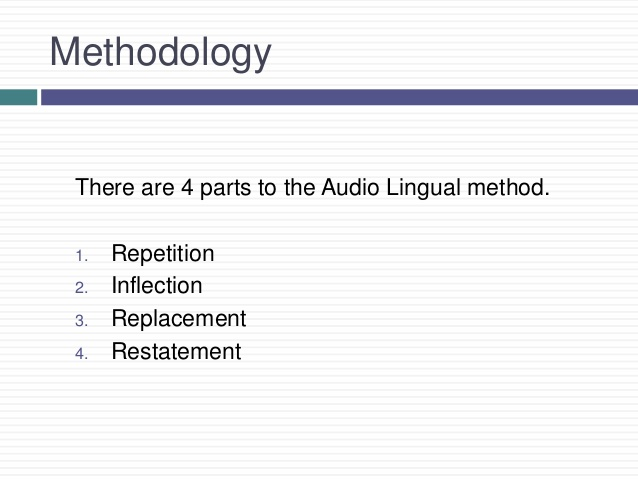 Methodology
There are 4 parts to the Audio Lingual method.
1. Repetition
2. Inflection
3. Replacement
4. Restatement